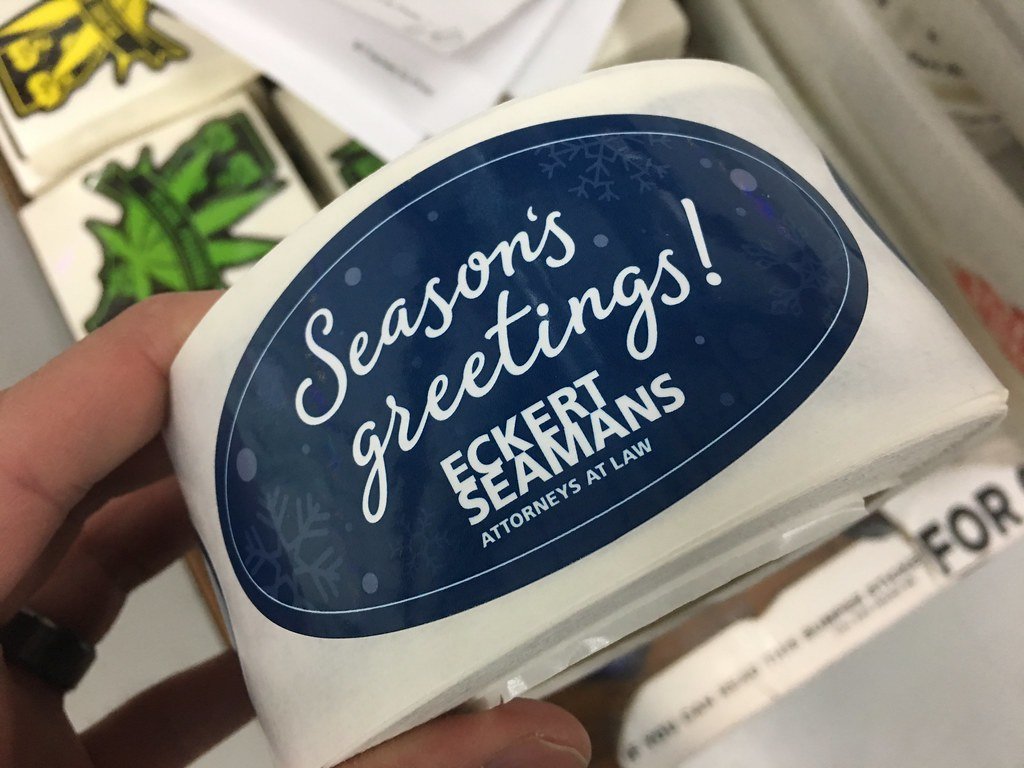 Season's
greetings!
ECKERT
SEAMANS
ATTORNEYS AT LAW
FOR